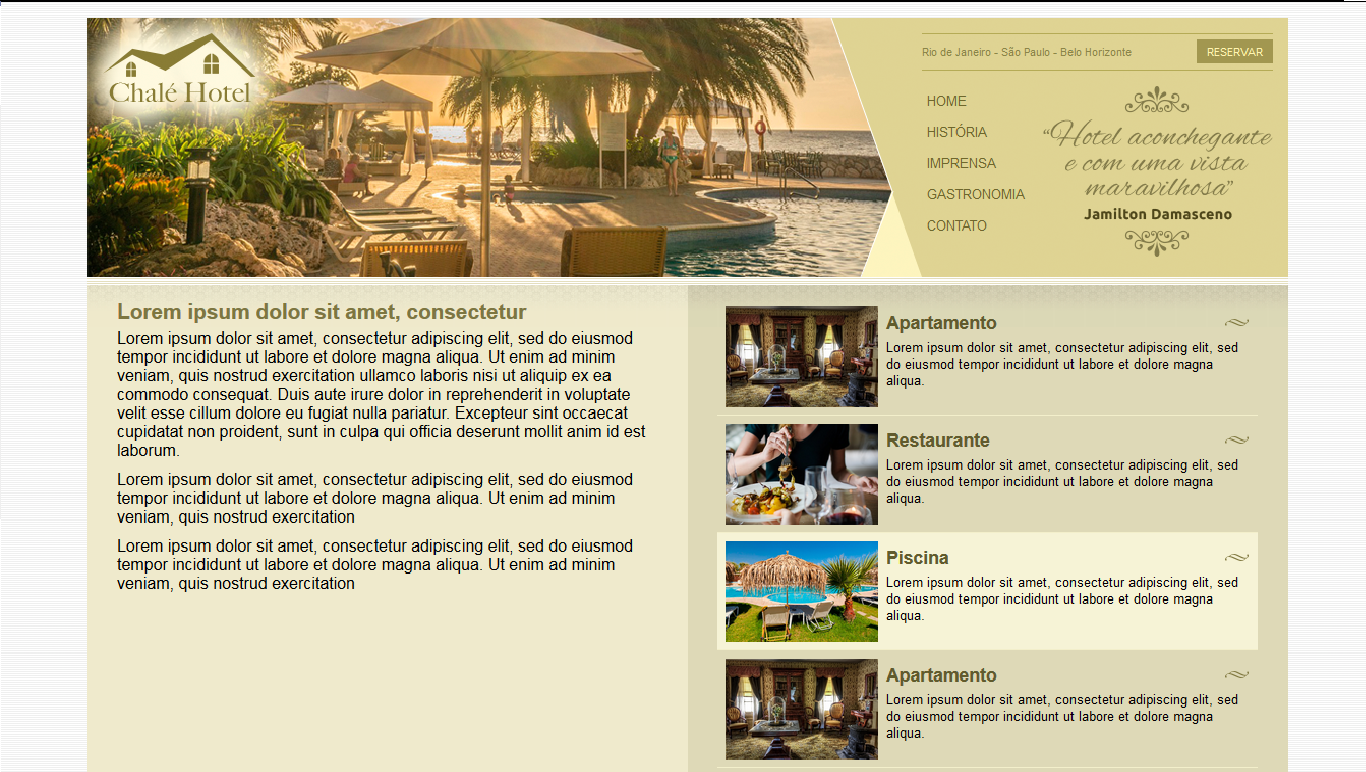 Chalé Hotel
Rio de Janeiro - São Paulo - Belo Horizonte
RESERVAR
HOME
HISTÓRIA
IMPRENSA
GASTRONOMIA
CONTATO
“Hotel aconchegante
e com uma vista
maravilhosa”
Jamilton Damasceno
Lorem ipsum dolor sit amet, consectetur
Lorem ipsum dolor sit amet, consectetur adipiscing elit, sed do eiusmod
tempor incididunt ut labore et dolore magna aliqua. Ut enim ad minim
veniam, quis nostrud exercitation ullamco laboris nisi ut aliquip ex ea
commodo consequat. Duis aute irure dolor in reprehenderit in voluptate
velit esse cillum dolore eu fugiat nulla pariatur. Excepteur sint occaecat
cupidatat non proident, sunt in culpa qui officia deserunt mollit anim id est
laborum.
Lorem ipsum dolor sit amet, consectetur adipiscing elit, sed do eiusmod
tempor incididunt ut labore et dolore magna aliqua. Ut enim ad minim
veniam, quis nostrud exercitation
Lorem ipsum dolor sit amet, consectetur adipiscing elit, sed do eiusmod
tempor incididunt ut labore et dolore magna aliqua. Ut enim ad minim
veniam, quis nostrud exercitation
Apartamento
Lorem ipsum dolor sit amet, consectetur adipiscing elit, sed
do eiusmod tempor incididunt ut labore et dolore magna
aliqua.
Restaurante
Lorem ipsum dolor sit amet, consectetur adipiscing elit, sed
do eiusmod tempor incididunt ut labore et dolore magna
aliqua.
Piscina
Lorem ipsum dolor sit amet, consectetur adipiscing elit, sed
do eiusmod tempor incididunt ut labore et dolore magna
aliqua.
Apartamento
Lorem ipsum dolor sit amet, consectetur adipiscing elit, sed
do eiusmod tempor incididunt ut labore et dolore magna
aliqua.